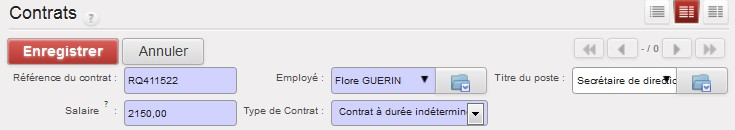 Contrats ?
Enregistrer Annuler - / 0
Référence du contrat : RQ411522 Employé : Flore GUERIN Titre du poste : Secrétaire de directic
Salaire ? : 2150,00 Type de Contrat : Contrat à durée indétermin